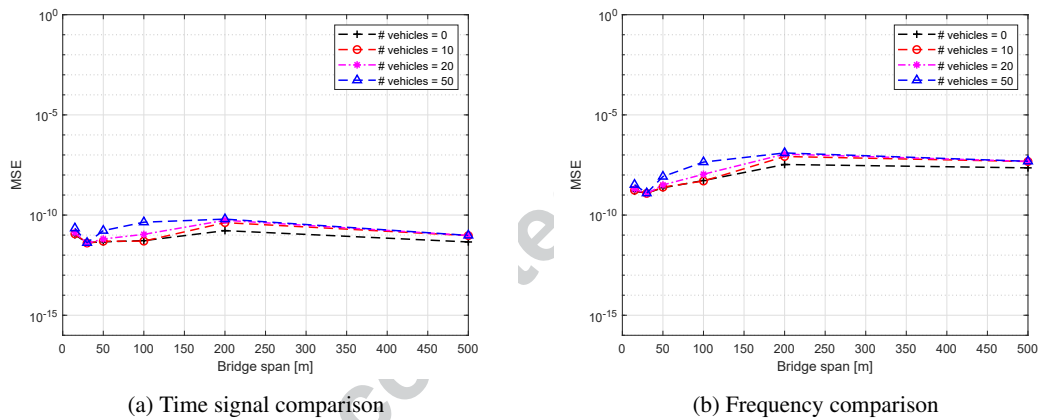 10^0
10^-5
10^-10
10^-15
MSE
# vehicles = 0
# vehicles = 10
# vehicles = 20
# vehicles = 50
0 50 100 150 200 250 300 350 400 450 500
Bridge span [m]
(a) Time signal comparison
10^0
10^-5
10^-10
10^-15
MSE
# vehicles = 0
# vehicles = 10
# vehicles = 20
# vehicles = 50
0 50 100 150 200 250 300 350 400 450 500
Bridge span [m]
(b) Frequency comparison